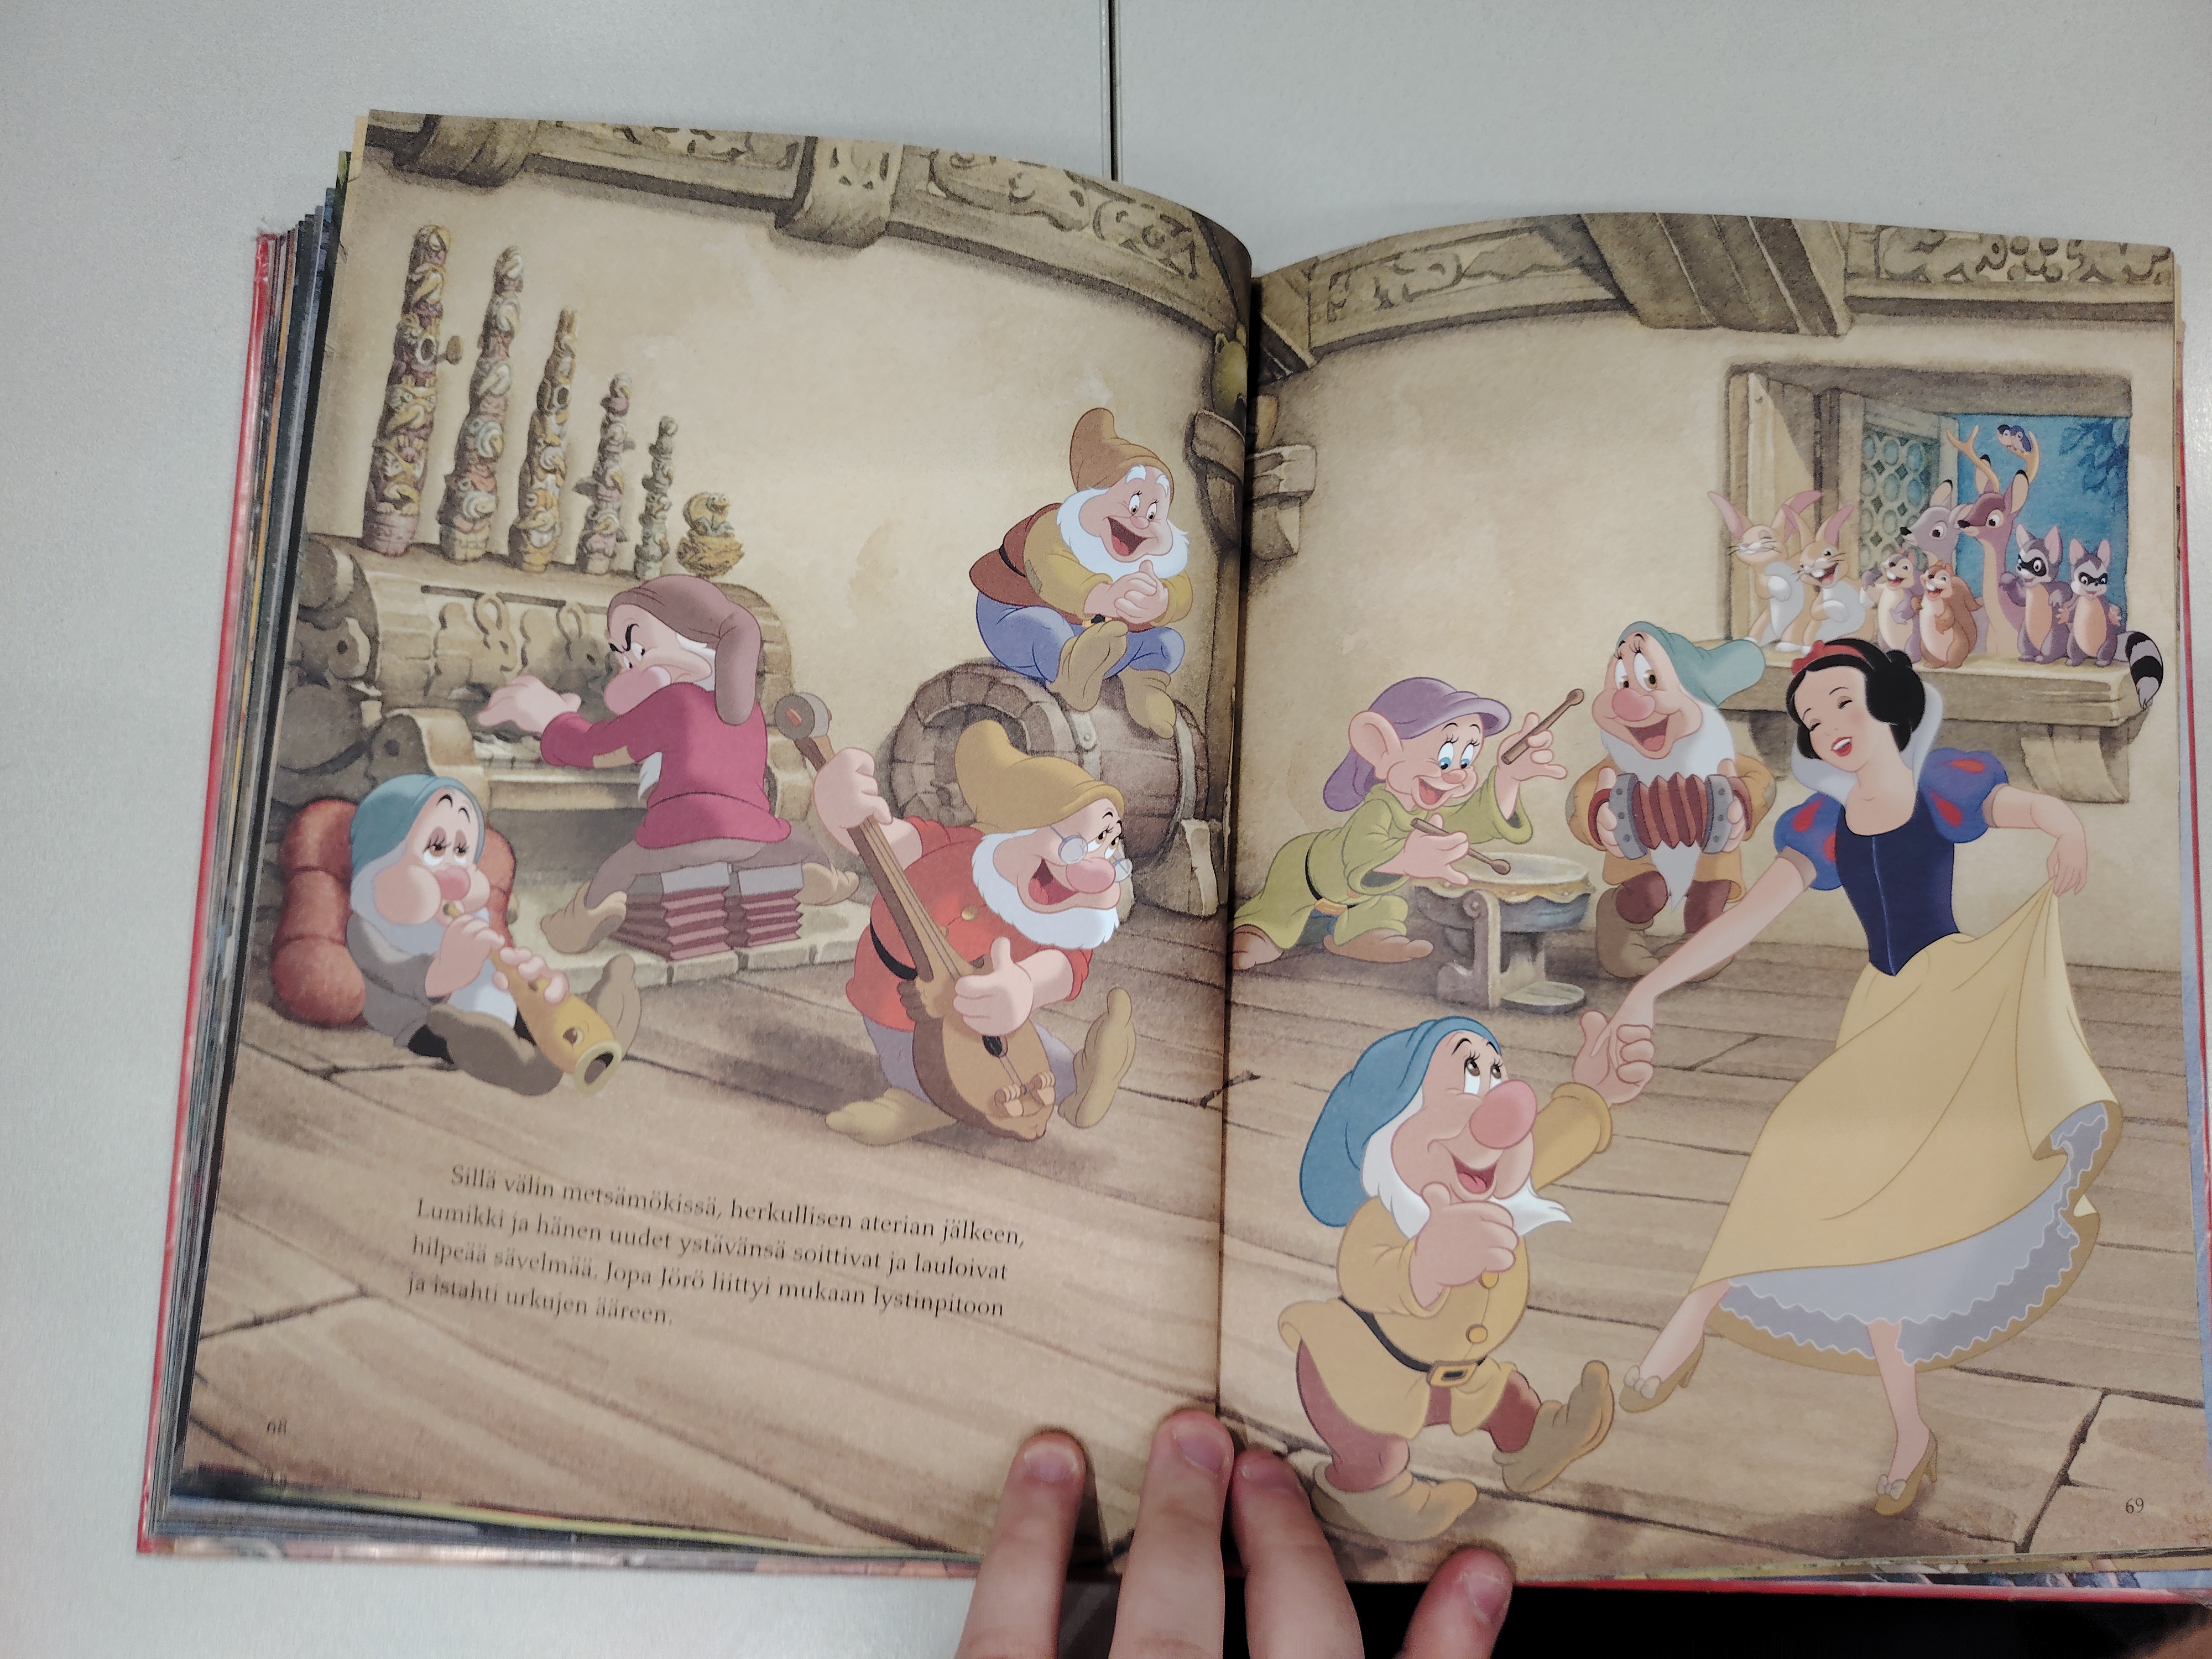 Sillä välin metsämökissä, herkullisen aterian jälkeen,
Lumikki ja hänen uudet ystävänsä soittivat ja lauloivat
hilpeää sävelmää. Jopa Jörö liittyi mukaan lystinpitoon
ja istahti urkujen ääreen.
68
69